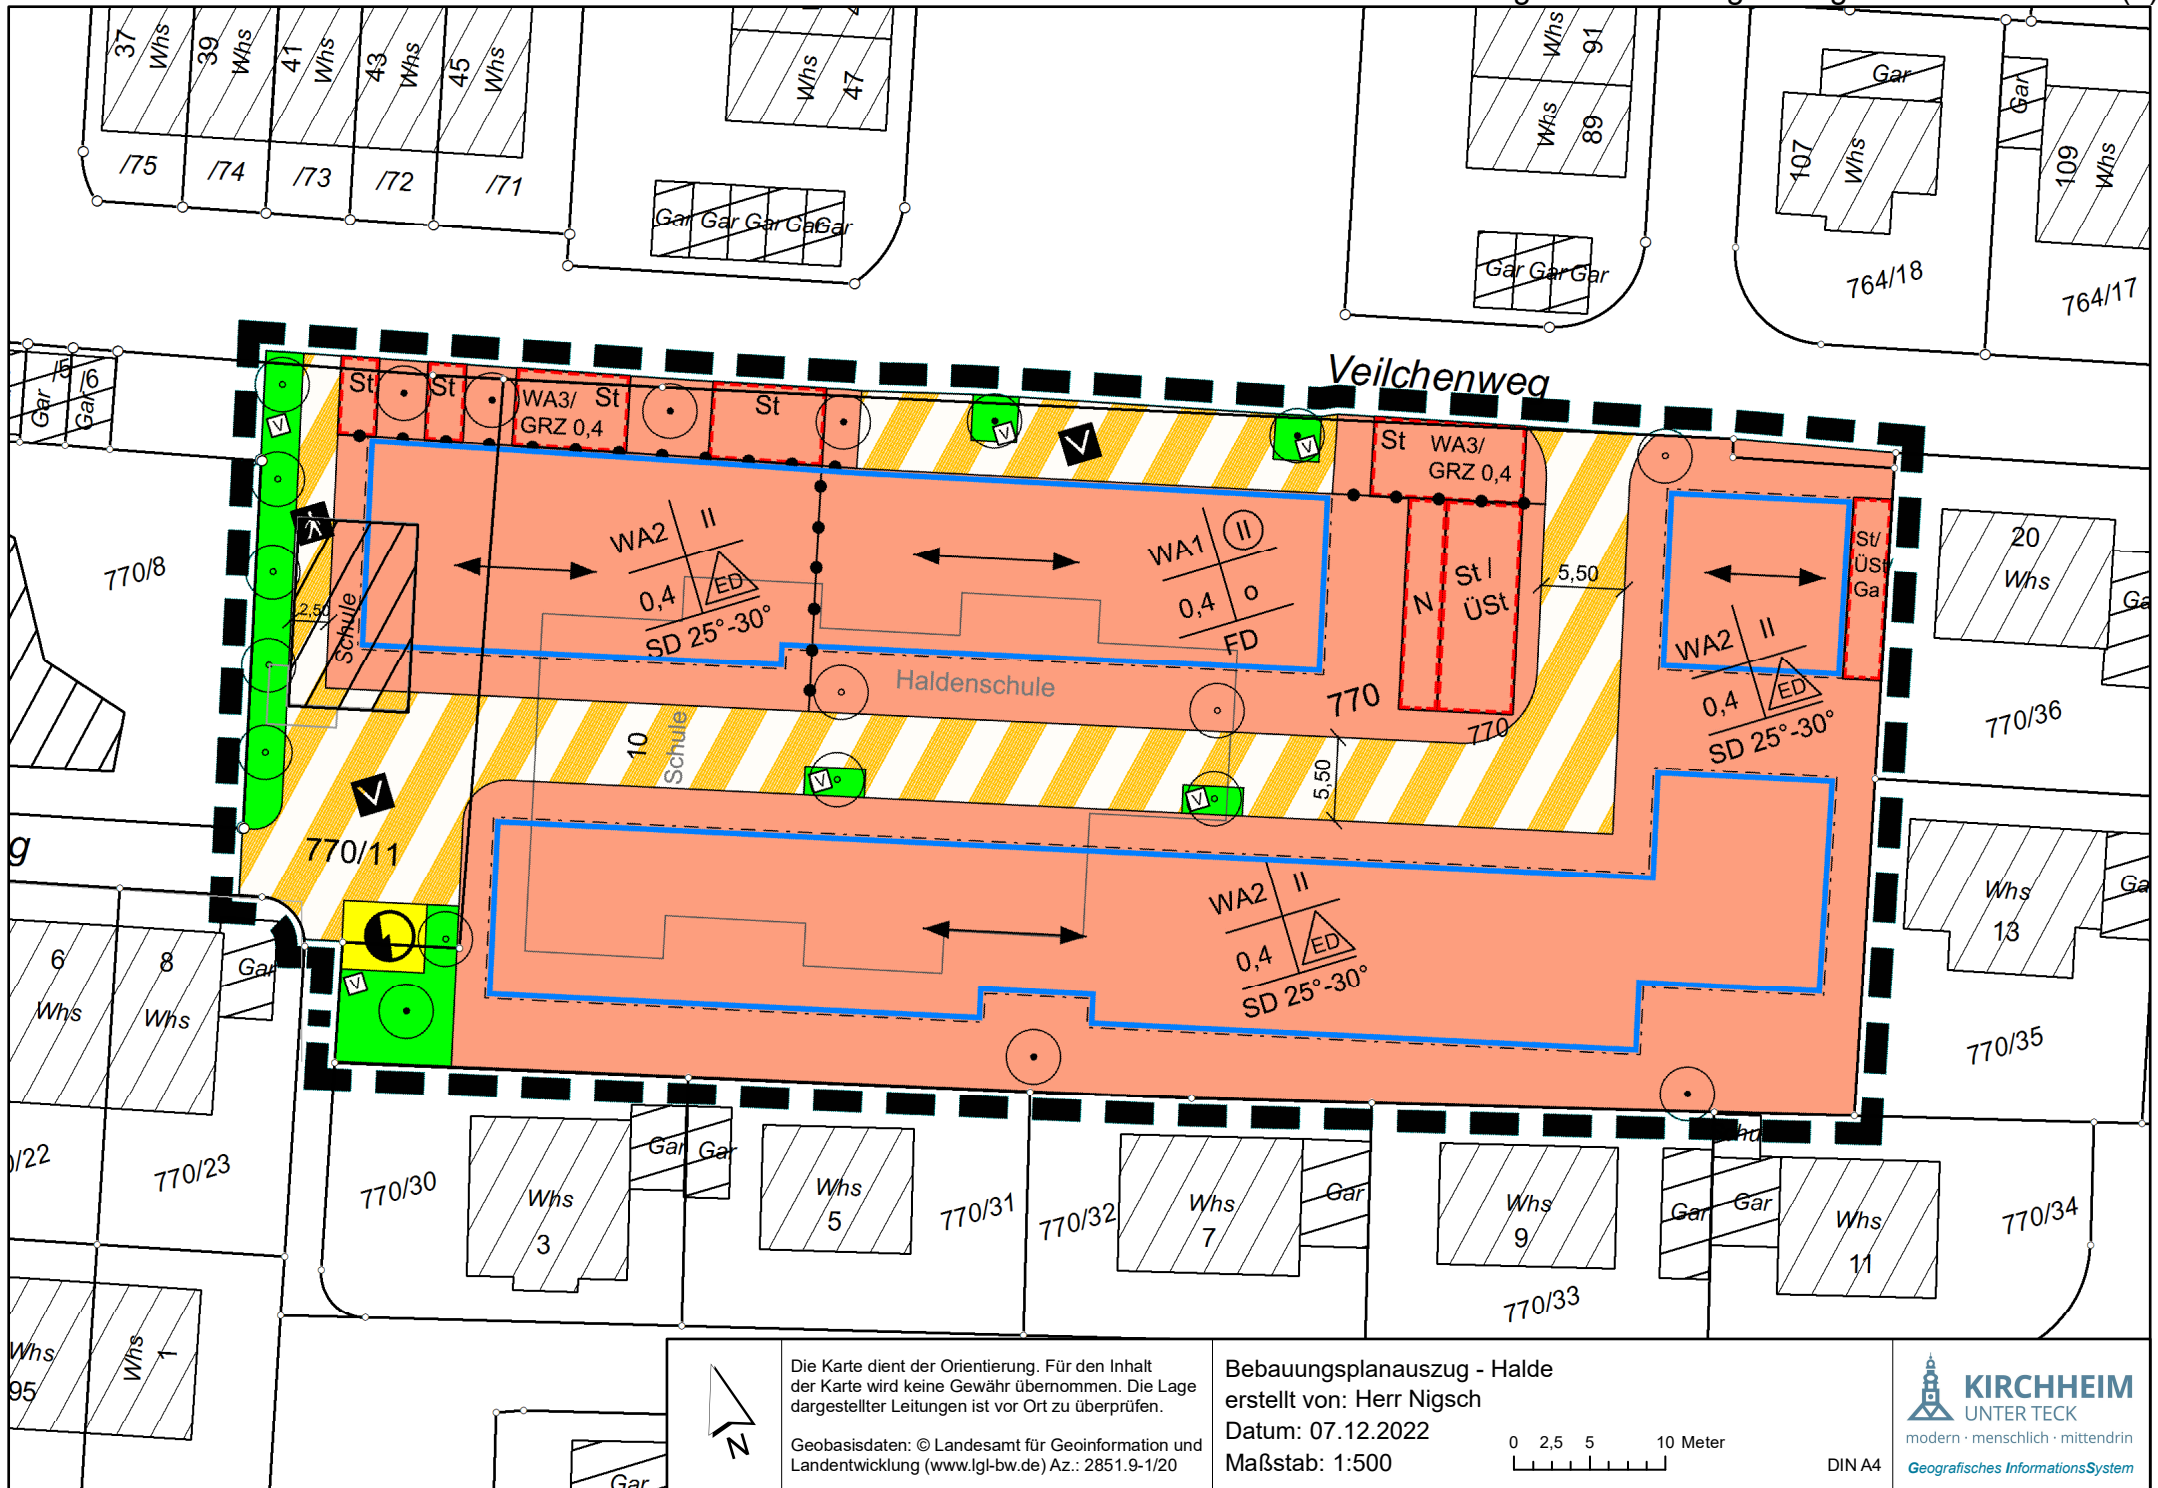 37
Whs
39
Whs
41
Whs
43
Whs
45
Whs
Whs
47
Whs
91
Whs
89
Gar
107
Whs
Gar
109
Whs
/75
/74
/73
/72
/71
Gar
Gar
Gar
Gar
Gar
Gar
Gar
Gar
764/18
764/17
Veilchenweg
/5
/6
Gar
Gar
St
St
WA3/
GRZ 0,4
St
St
V
V
V
V
St
WA3/
GRZ 0,4
770/8
WA2
II
0,4
ED
SD 25°-30°
WA1
II
0,4
o
FD
N
St /
ÜSt
5,50
St/
ÜSt/
Ga
WA2
II
0,4
ED
SD 25°-30°
20
Whs
Ga
2,50
Schule
Haldenschule
770
770
770/36
10
Schule
V
V
V
5,50
g
770/11
WA2
II
0,4
ED
SD 25°-30°
Whs
13
Ga
6
Whs
8
Whs
Gar
V
770/35
/22
770/23
770/30
Whs
3
Gar
Gar
Whs
5
770/31
770/32
Whs
7
Gar
Whs
9
770/33
Gar
Gar
Whs
11
770/34
Whs
95
Whs
1
Gar
N
Die Karte dient der Orientierung. Für den Inhalt
der Karte wird keine Gewähr übernommen. Die Lage
dargestellter Leitungen ist vor Ort zu überprüfen.
Geobasisdaten: © Landesamt für Geoinformation und
Landentwicklung (www.lgl-bw.de) Az.: 2851.9-1/20
Bebauungsplanauszug - Halde
erstellt von: Herr Nigsch
Datum: 07.12.2022
Maßstab: 1:500
0 2,5 5 10 Meter
DIN A4
KIRCHHEIM
UNTER TECK
modern · menschlich · mittendrin
Geografisches InformationsSystem